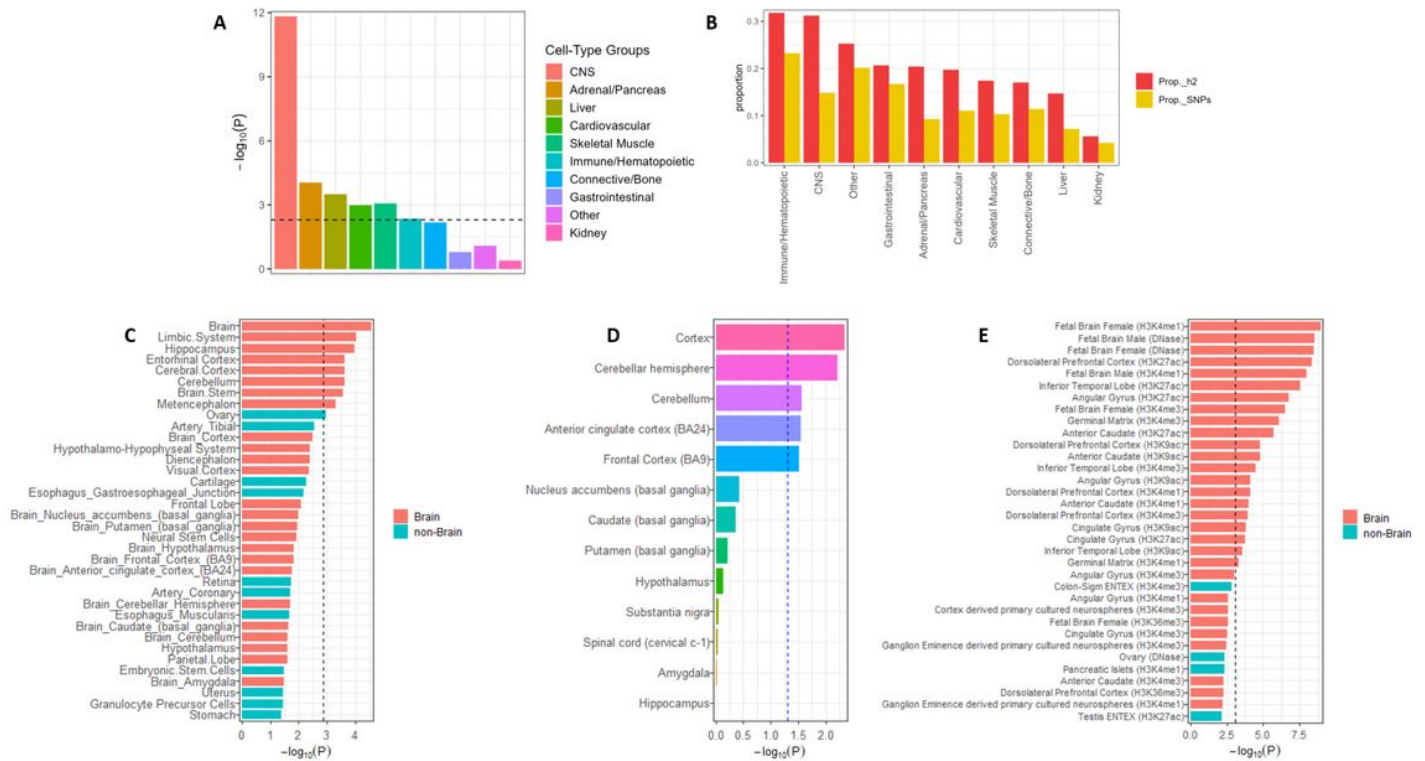 A
12
9
6
3
0
−log10(P)
Cell-Type Groups
CNS
Adrenal/Pancreas
Liver
Cardiovascular
Skeletal Muscle
Immune/Hematopoietic
Connective/Bone
Gastrointestinal
Other
Kidney
B
0.3
0.2
0.1
0.0
proportion
Immune/Hematopoietic
CNS
Other
Gastrointestinal
Adrenal/Pancreas
Cardiovascular
Skeletal Muscle
Connective/Bone
Liver
Kidney
Prop._h2
Prop._SNPs
C
Brain
Limbic.System
Hippocampus
Entorhinal Cortex
Cerebral.Cortex
Cerebellum
Brain.Stem
Metencephalon
Ovary
Artery_Tibial
Brain_Cortex
Hypothalamo-Hypophyseal System
Diencephalon
Visual.Cortex
Cartilage
Esophagus_Gastroesophageal_Junction
Frontal Lobe
Brain_Nucleus_accumbens_(basal_ganglia)
Brain_Putamen_(basal_ganglia)
Neural Stem Cells
Brain_Hypothalamus
Brain_Frontal_Cortex_(BA9)
Brain_Anterior_cingulate_cortex_(BA24)
Retina
Artery_Coronary
Brain_Cerebellar_Hemisphere
Esophagus_Muscularis
Brain_Caudate_(basal_ganglia)
Brain_Cerebellum
Hypothalamus
Parietal.Lobe
Embryonic.Stem.Cells
Brain_Amygdala
Uterus
Granulocyte Precursor Cells
Stomach
0 1 2 3 4
−log10(P)
Brain
non-Brain
D
Cortex
Cerebellar hemisphere
Cerebellum
Anterior cingulate cortex (BA24)
Frontal Cortex (BA9)
Nucleus accumbens (basal ganglia)
Caudate (basal ganglia)
Putamen (basal ganglia)
Hypothalamus
Substantia nigra
Spinal cord (cervical c-1)
Amygdala
Hippocampus
0.0 0.5 1.0 1.5 2.0
−log10(P)
E
Fetal Brain Female (H3K4me1)
Fetal Brain Male (DNase)
Fetal Brain Female (DNase)
Dorsolateral Prefrontal Cortex (H3K27ac)
Fetal Brain Male (H3K4me1)
Inferior Temporal Lobe (H3K27ac)
Angular Gyrus (H3K27ac)
Fetal Brain Female (H3K4me3)
Germinal Matrix (H3K4me3)
Anterior Caudate (H3K27ac)
Dorsolateral Prefrontal Cortex (H3K9ac)
Anterior Caudate (H3K9ac)
Inferior Temporal Lobe (H3K4me3)
Angular Gyrus (H3K9ac)
Dorsolateral Prefrontal Cortex (H3K4me1)
Anterior Caudate (H3K4me1)
Dorsolateral Prefrontal Cortex (H3K4me3)
Cingulate Gyrus (H3K9ac)
Cingulate Gyrus (H3K27ac)
Inferior Temporal Lobe (H3K9ac)
Germinal Matrix (H3K4me1)
Angular Gyrus (H3K4me3)
Colon-Sigm ENTEX (H3K4me3)
Angular Gyrus (H3K4me1)
Cortex derived primary cultured neurospheres (H3K4me3)
Fetal Brain Female (H3K36me3)
Cingulate Gyrus (H3K4me3)
Ganglion Eminence derived primary cultured neurospheres (H3K4me3)
Ovary (DNase)
Pancreatic Islets (H3K4me1)
Anterior Caudate (H3K4me3)
Dorsolateral Prefrontal Cortex (H3K36me3)
Ganglion Eminence derived primary cultured neurospheres (H3K4me1)
Testis ENTEX (H3K27ac)
0.0 2.5 5.0 7.5
−log10(P)
Brain
non-Brain